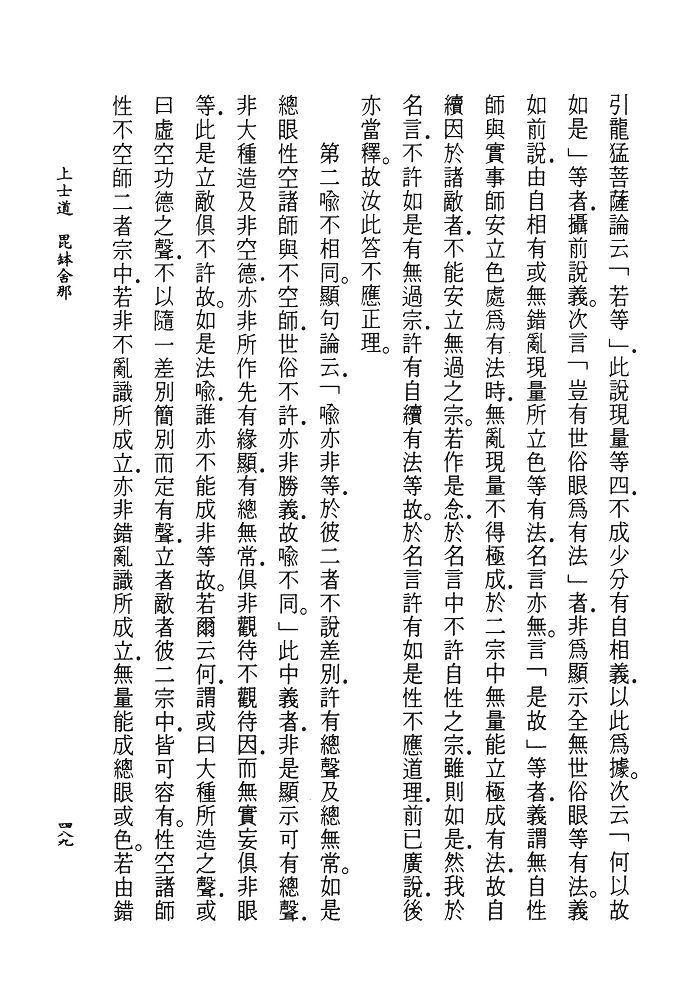 引龍猛菩薩論云「若等」．此說現量等四．不成少分有自相義．以此爲據。次云「何以故
如是」等者．攝前說義。次言「豈有世俗眼爲有法」者．非爲顯示全無世俗眼等有法。義
如前說．由自相有或無錯亂現量所立色等有法．名言亦無。言「是故」等者．義謂無自性
師與實事師安立色處爲有法時．無亂現量不得極成．於二宗中無量能立極成有法．故自
續因於諸敵者．不能安立無過之宗。若作是念．於名言中不許自性之宗．雖則如是．然我於
名言．不許如是有無過宗．許有自續有法等故。於名言許有如是性不應道理．前已廣說．後
亦當釋。故汝此答不應正理。
第二喩不相同。顯句論云．「喩亦非等．於彼二者不說差別．許有總聲及總無常。如是
總眼性空諸師與不空師．世俗不許．亦非勝義．故喩不同。」此中義者．非是顯示可有總聲．
非大種造及非空德．亦非所作先有緣顯．有總無常．俱非觀待不觀待因．而無實妄俱非眼
等．此是立敵俱不許故。如是法喩．誰亦不能成非等故。若爾云何．謂或曰大種所造之聲．或
曰虛空功德之聲．不以隨一差別簡別而定有聲．立者敵者彼二宗中．皆可容有。性空諸師
性不空師二者宗中．若非不亂識所成立．亦非錯亂識所成立．無量能成總眼或色。若由錯
上士道　毘鉢舍那
四八九